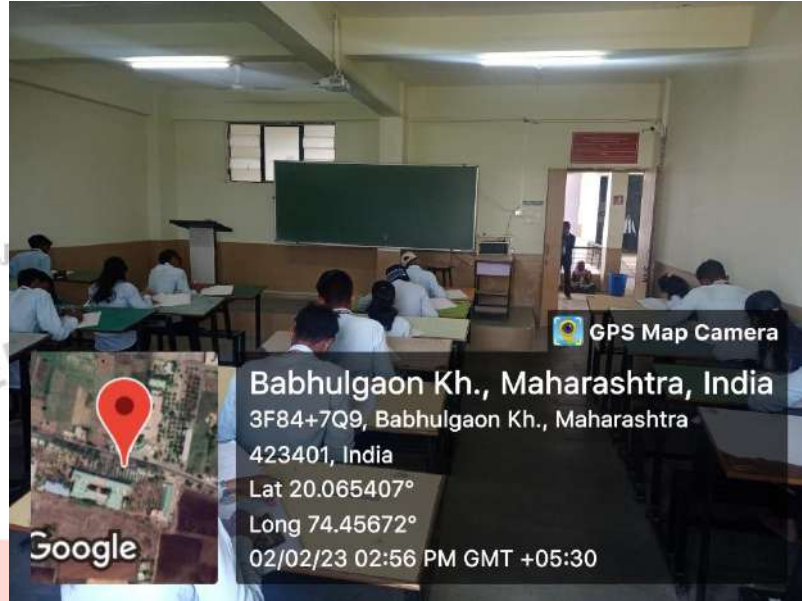 GPS Map Camera
Babhulgaon Kh., Maharashtra, India
3F84+7Q9, Babhulgaon Kh., Maharashtra
423401, India
Lat 20.065407°
Long 74.45672°
02/02/23 02:56 PM GMT +05:30
Google